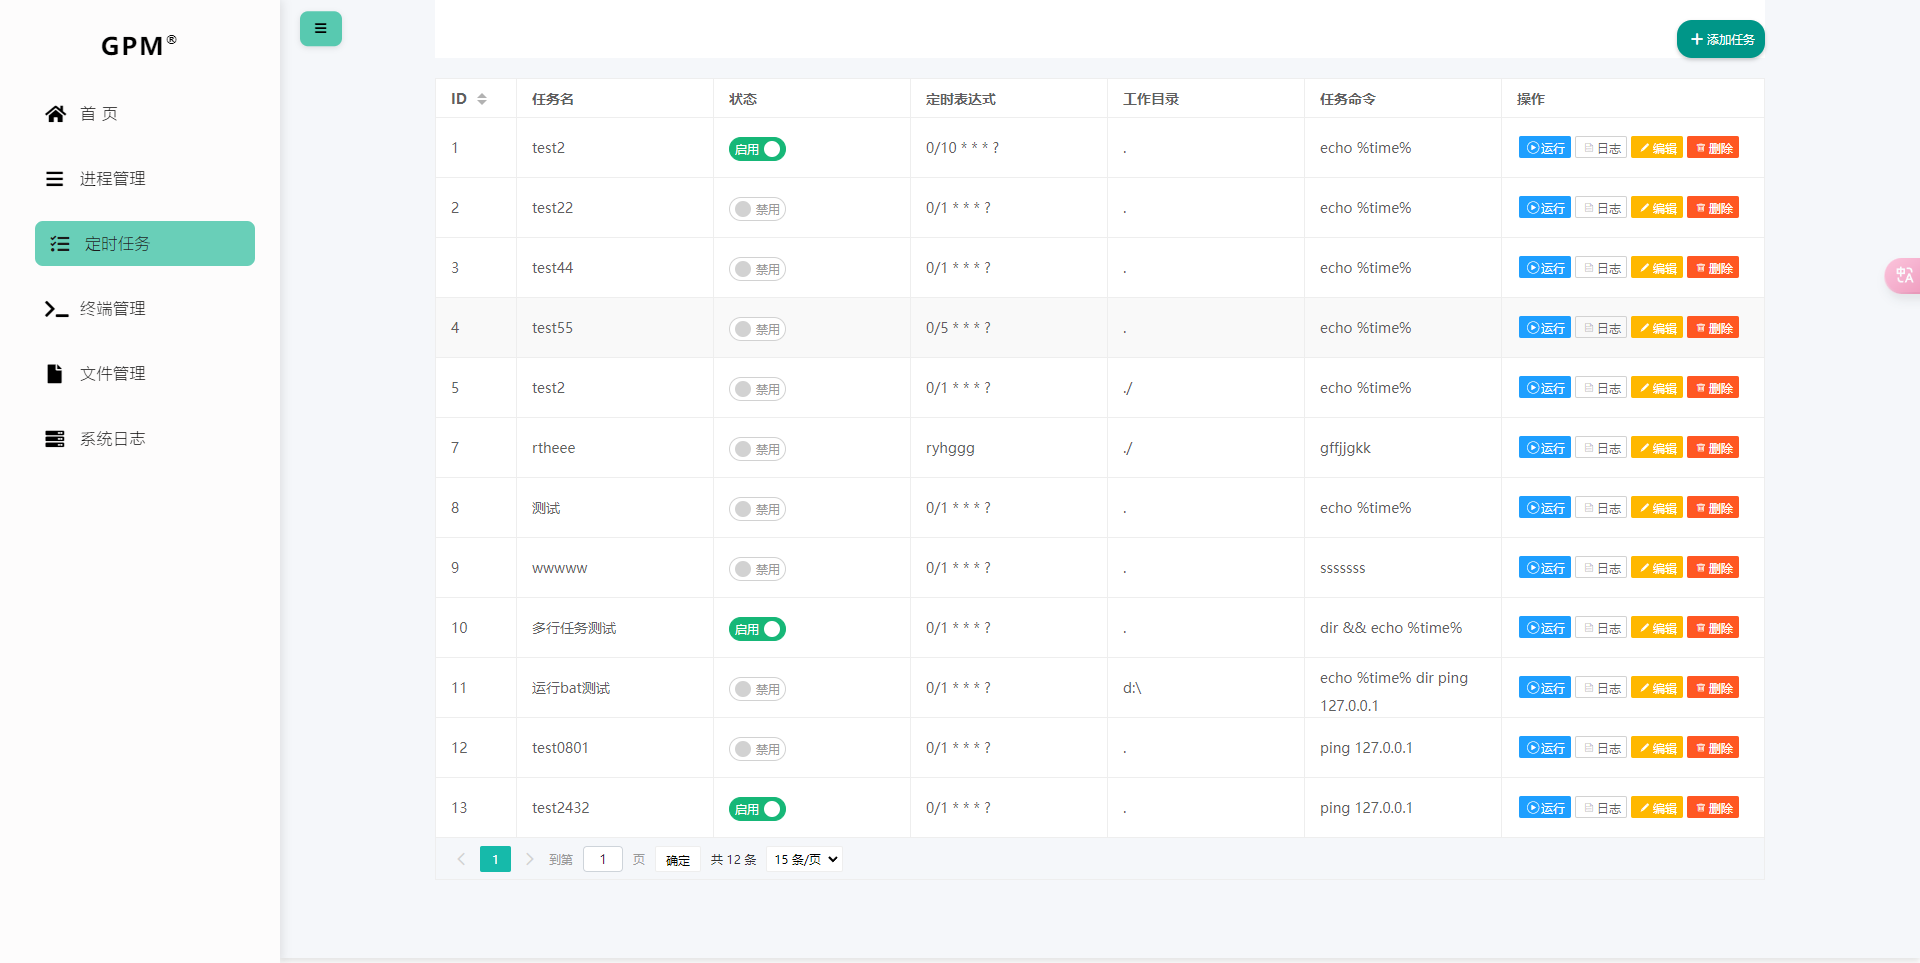 GPM®
首 页
进程管理
定时任务
终端管理
文件管理
系统日志
添加任务
ID 任务名 状态 定时表达式 工作目录 任务命令 操作
1 test2 启用 0/10 * * * ? . echo %time% 运行 日志 编辑 删除
2 test22 禁用 0/1 * * * ? . echo %time% 运行 日志 编辑 删除
3 test44 禁用 0/1 * * * ? . echo %time% 运行 日志 编辑 删除
4 test55 禁用 0/5 * * * ? . echo %time% 运行 日志 编辑 删除
5 test2 禁用 0/1 * * * ? ./ echo %time% 运行 日志 编辑 删除
7 rtheee 禁用 ryhggg ./ gffjjgkk 运行 日志 编辑 删除
8 测试 禁用 0/1 * * * ? . echo %time% 运行 日志 编辑 删除
9 wwwww 禁用 0/1 * * * ? . sssssss 运行 日志 编辑 删除
10 多行任务测试 启用 0/1 * * * ? . dir && echo %time% 运行 日志 编辑 删除
11 运行bat测试 禁用 0/1 * * * ? d:\ echo %time% dir ping 运行 日志 编辑 删除
127.0.0.1
12 test0801 禁用 0/1 * * * ? . ping 127.0.0.1 运行 日志 编辑 删除
13 test2432 启用 0/1 * * * ? . ping 127.0.0.1 运行 日志 编辑 删除
1 到第 1 页 确定 共 12 条 15 条/页